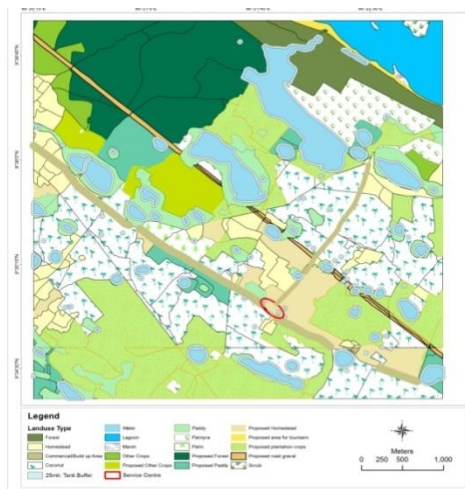 Legend
Landuse Type
Forest
Homestead
Commercial/Build up Area
Coconut
25mtr. Tank Buffer
Water
Lagoon
Marsh
Other Crops
Proposed Other Crops
Service Centre
Paddy
Palmyra
Palm
Proposed Forest
Proposed Paddy
Proposed Homestead
Proposed area for tourisem
Proposed plantation crops
Proposed road gravel
Scrub
Meters
0 250 500 1,000